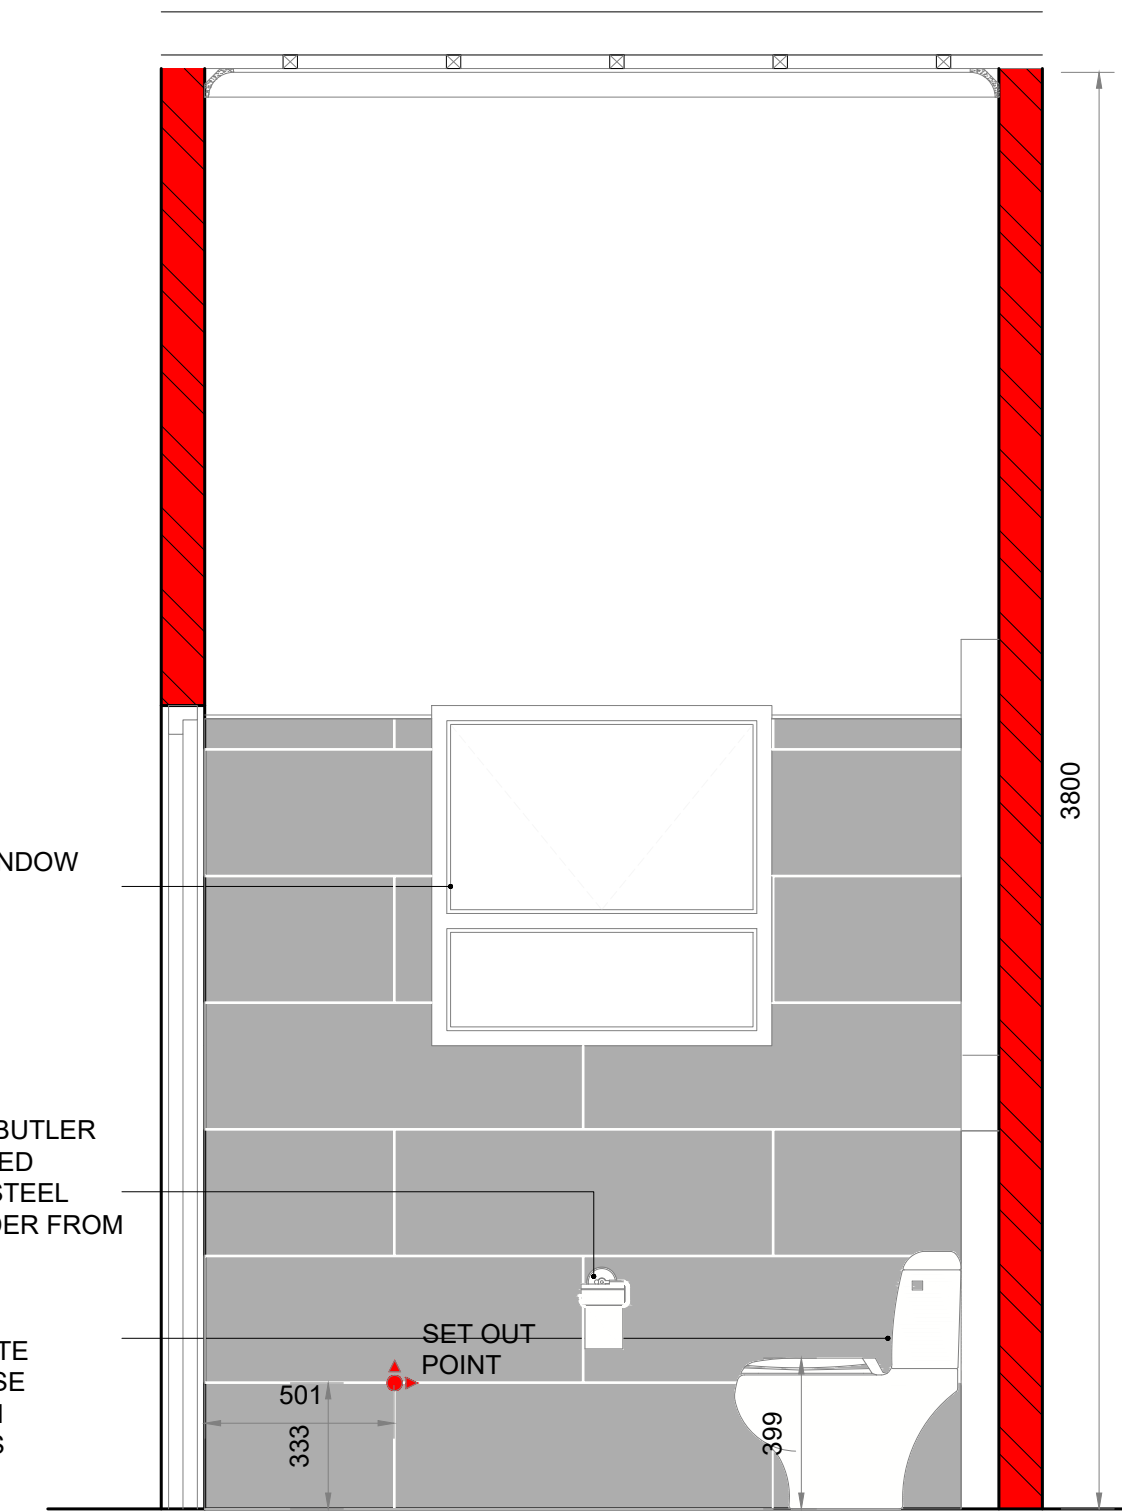 3800
NDOW
BUTLER
ED
STEEL
DER FROM
SET OUT
POINT
TE
SE
501
333
399